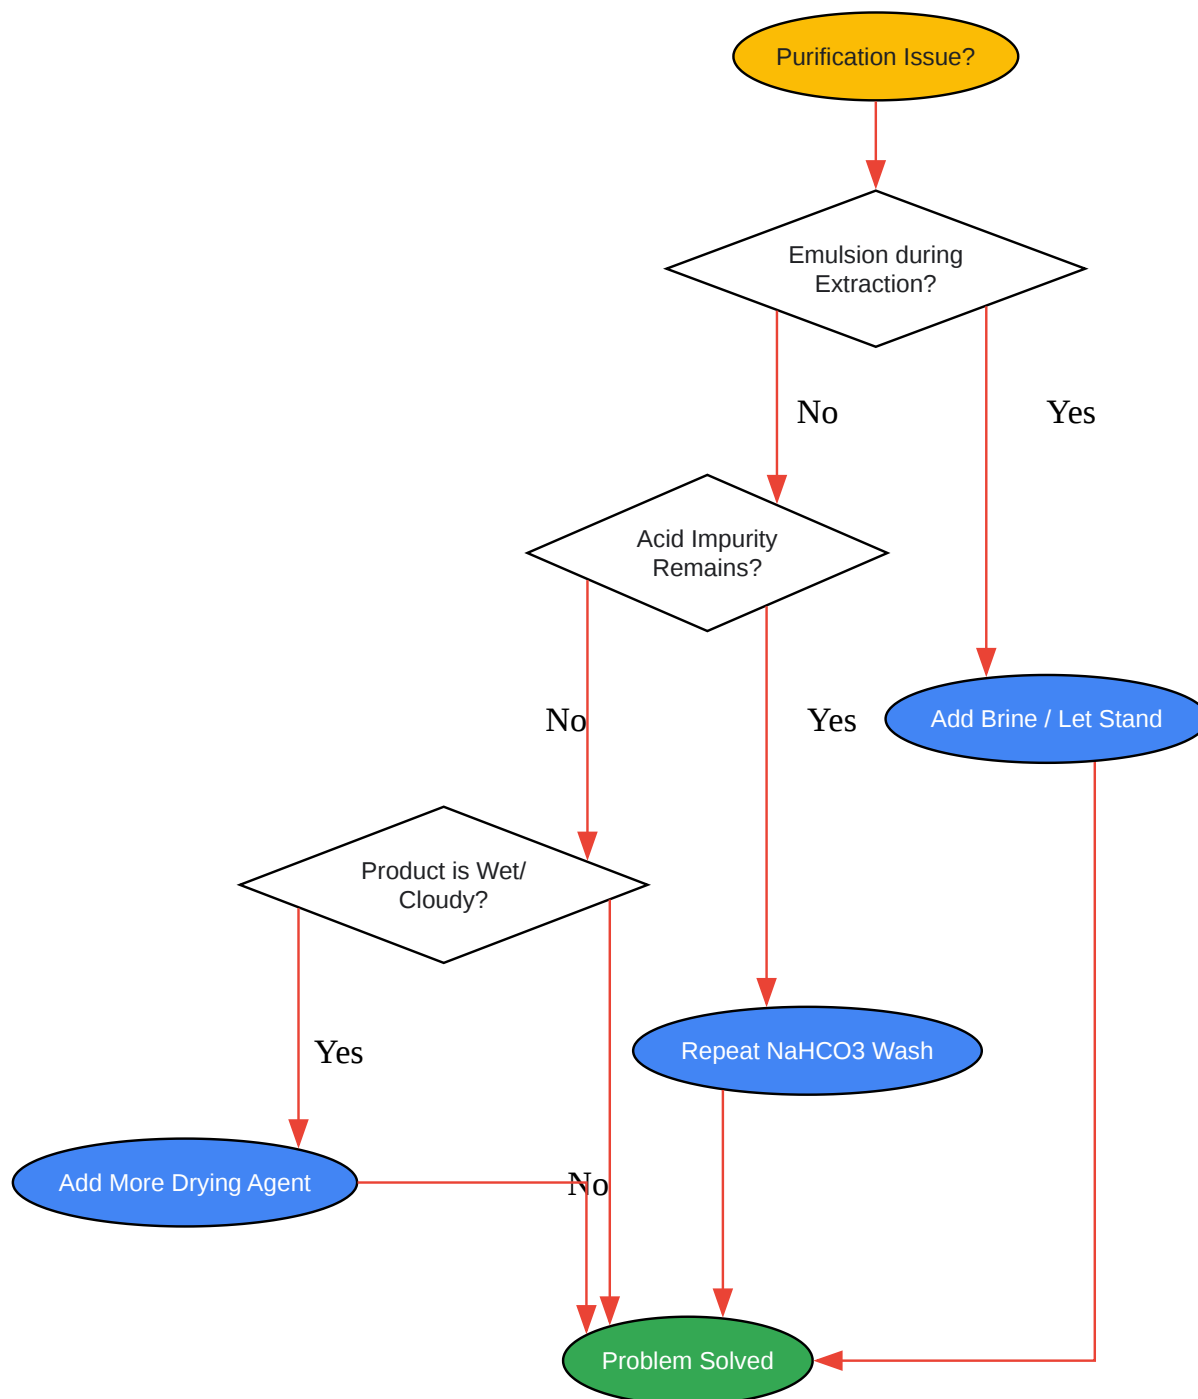 Purification Issue?
Emulsion during
Extraction?
No
Yes
Acid Impurity
Remains?
No
Yes
Add Brine / Let Stand
Product is Wet/
Cloudy?
Yes
Repeat NaHCO3 Wash
Add More Drying Agent
No
Problem Solved